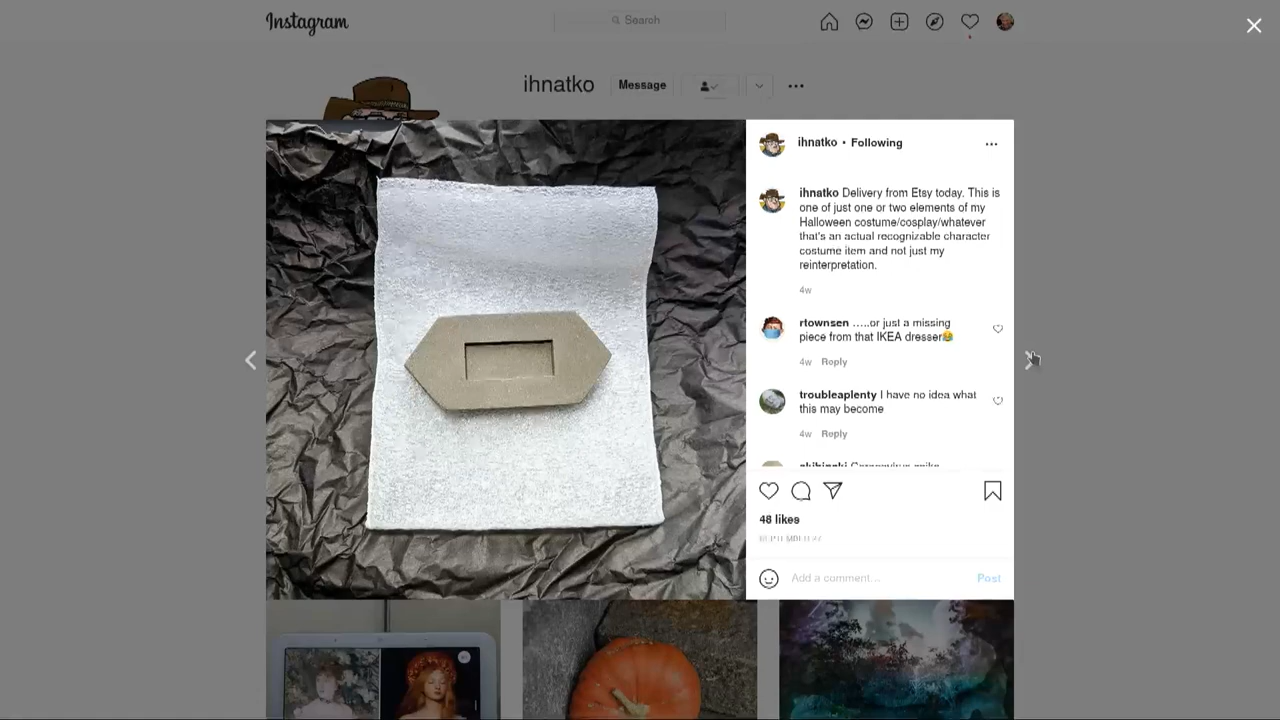 Instagram
Search
ihnatko
Message
ihnatko • Following
ihnatko Delivery from Etsy today. This is
one of just one or two elements of my
Halloween costume/cosplay/whatever
that's an actual recognizable character
costume item and not just my
reinterpretation.
4w
rtownsen …..or just a missing
piece from that IKEA dresser😂
4w Reply
troubleaplenty I have no idea what
this may become
4w Reply
48 likes
Add a comment…
Post